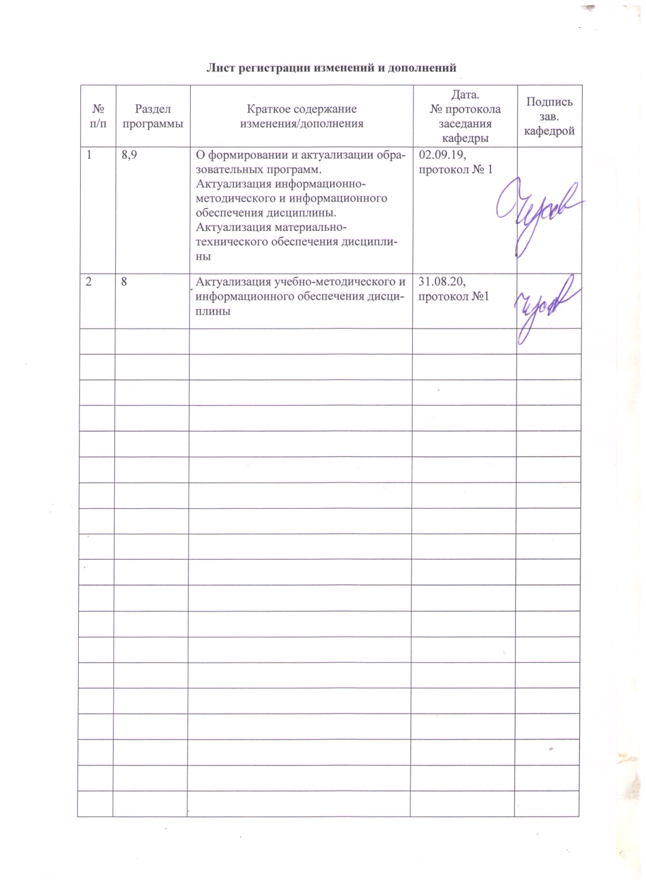 Лист регистрации изменений и дополнений
№
п/п
Раздел
программы
Краткое содержание
изменения/дополнения
Дата.
№ протокола
заседания
кафедры
Подпись
зав.
кафедрой
1
8,9
О формировании и актуализации обра-
зовательных программ.
Актуализация информационно-
методического и информационного
обеспечения дисциплины.
Актуализация материально-
технического обеспечения дисципли-
ны
02.09.19,
протокол № 1
2
8
Актуализация учебно-методического и
информационного обеспечения дисци-
плины
31.08.20,
протокол №1